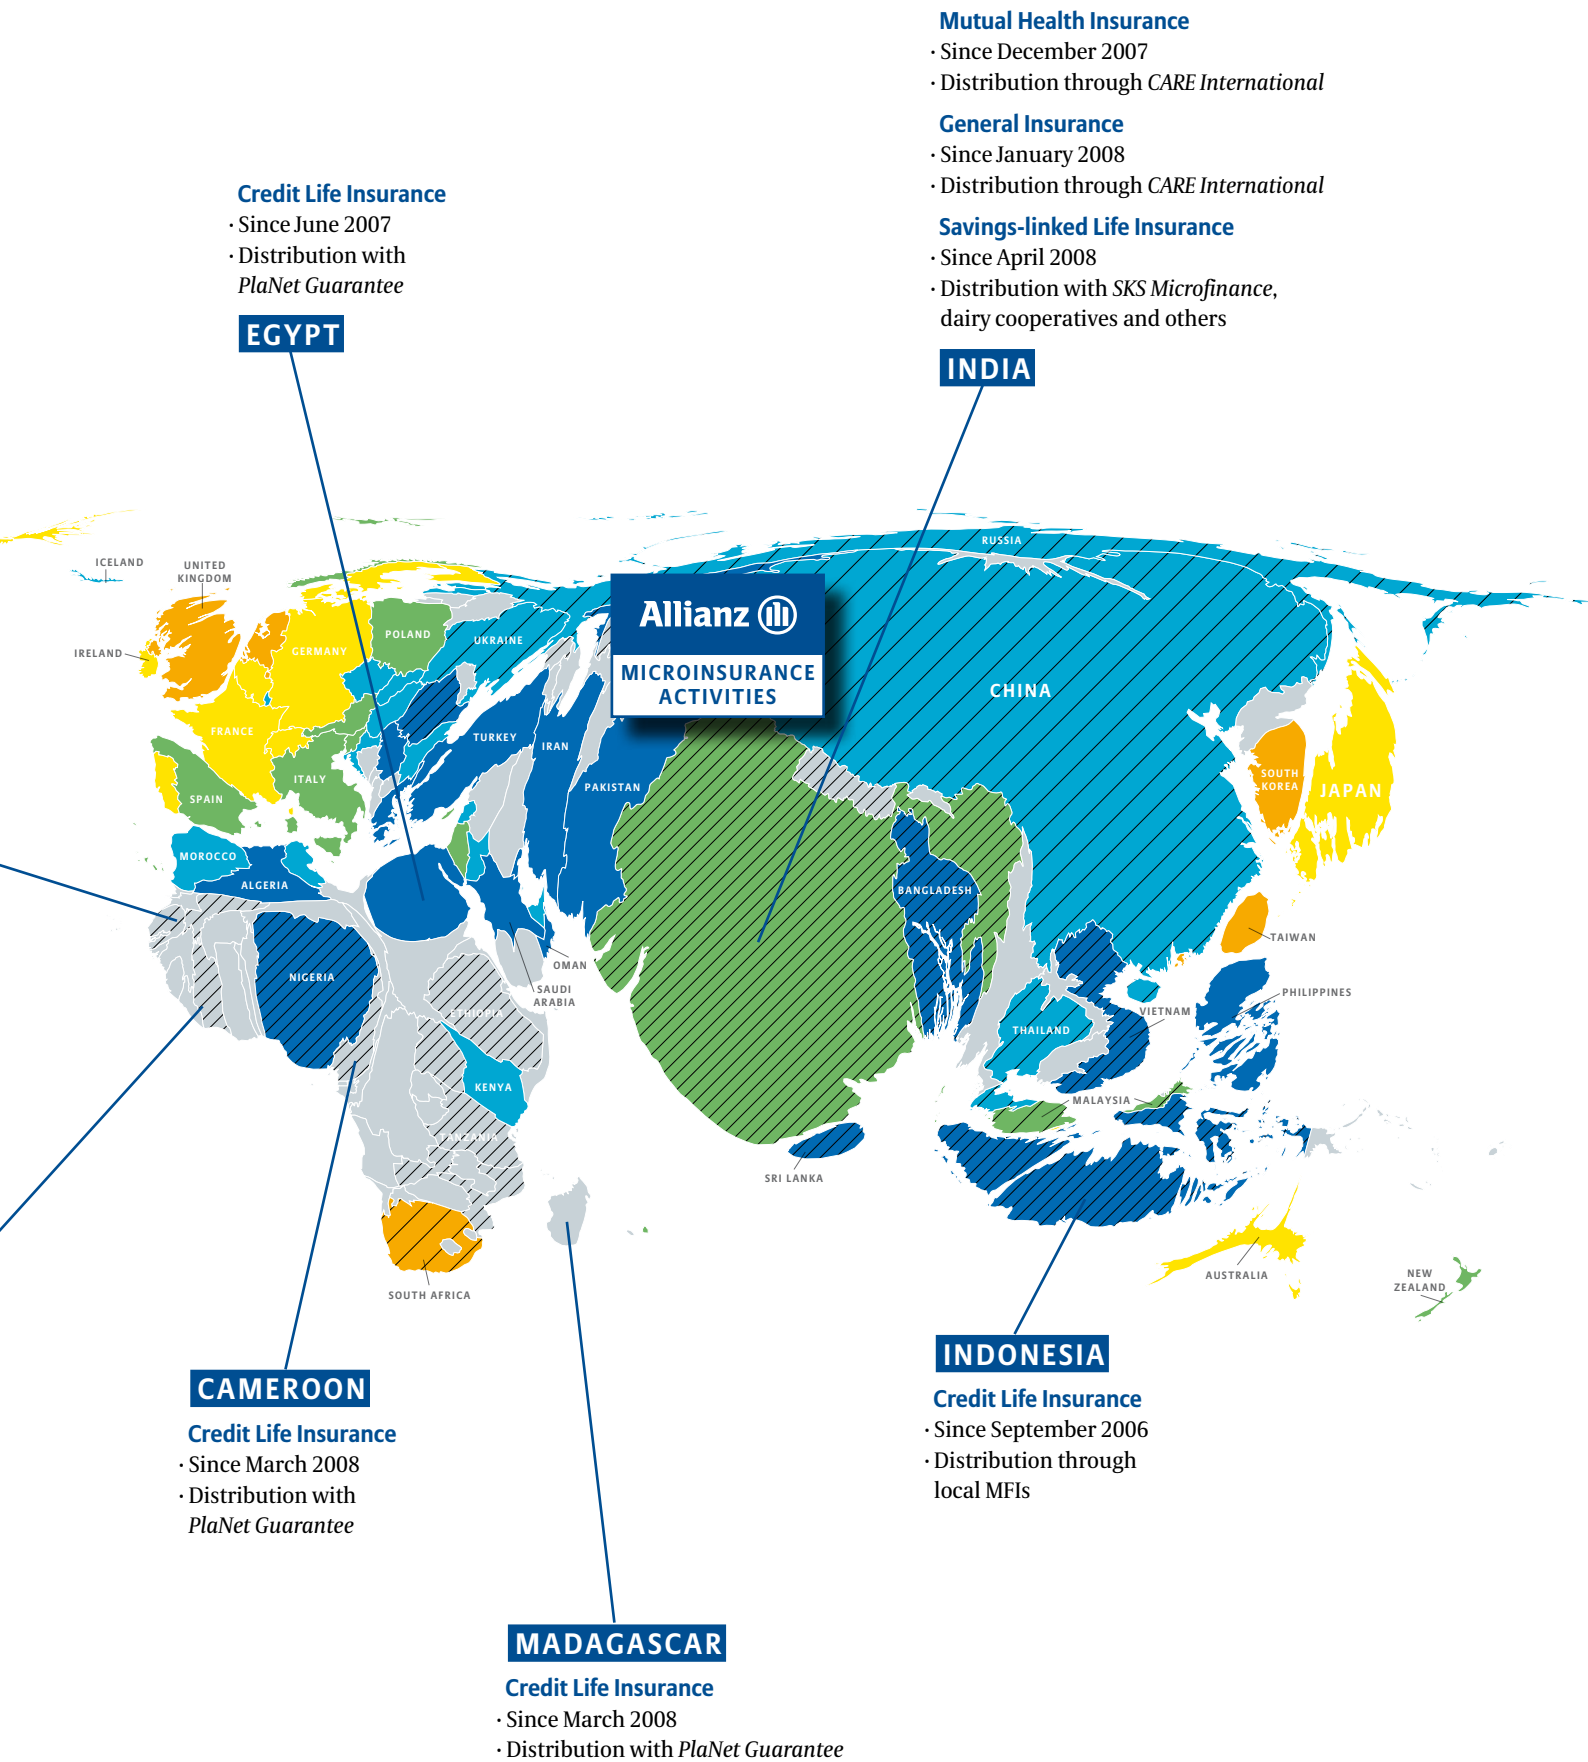 Mutual Health Insurance
· Since December 2007
· Distribution through CARE International
General Insurance
· Since January 2008
· Distribution through CARE International
Savings-linked Life Insurance
· Since April 2008
· Distribution with SKS Microfinance,
dairy cooperatives and others
INDIA
Credit Life Insurance
· Since June 2007
· Distribution with
PlaNet Guarantee
EGYPT
Allianz
MICROINSURANCE
ACTIVITIES
ICELAND
UNITED
KINGDOM
IRELAND
GERMANY
POLAND
UKRAINE
RUSSIA
CHINA
FRANCE
SPAIN
ITALY
TURKEY
IRAN
PAKISTAN
SOUTH
KOREA
JAPAN
MOROCCO
ALGERIA
BANGLADESH
NIGERIA
OMAN
SAUDI
ARABIA
ETHIOPIA
TAIWAN
PHILIPPINES
VIETNAM
THAILAND
KENYA
MALAYSIA
TANZANIA
SRI LANKA
SOUTH AFRICA
AUSTRALIA
NEW
ZEALAND
CAMEROON
Credit Life Insurance
· Since March 2008
· Distribution with
PlaNet Guarantee
INDONESIA
Credit Life Insurance
· Since September 2006
· Distribution through
local MFIs
MADAGASCAR
Credit Life Insurance
· Since March 2008
· Distribution with PlaNet Guarantee